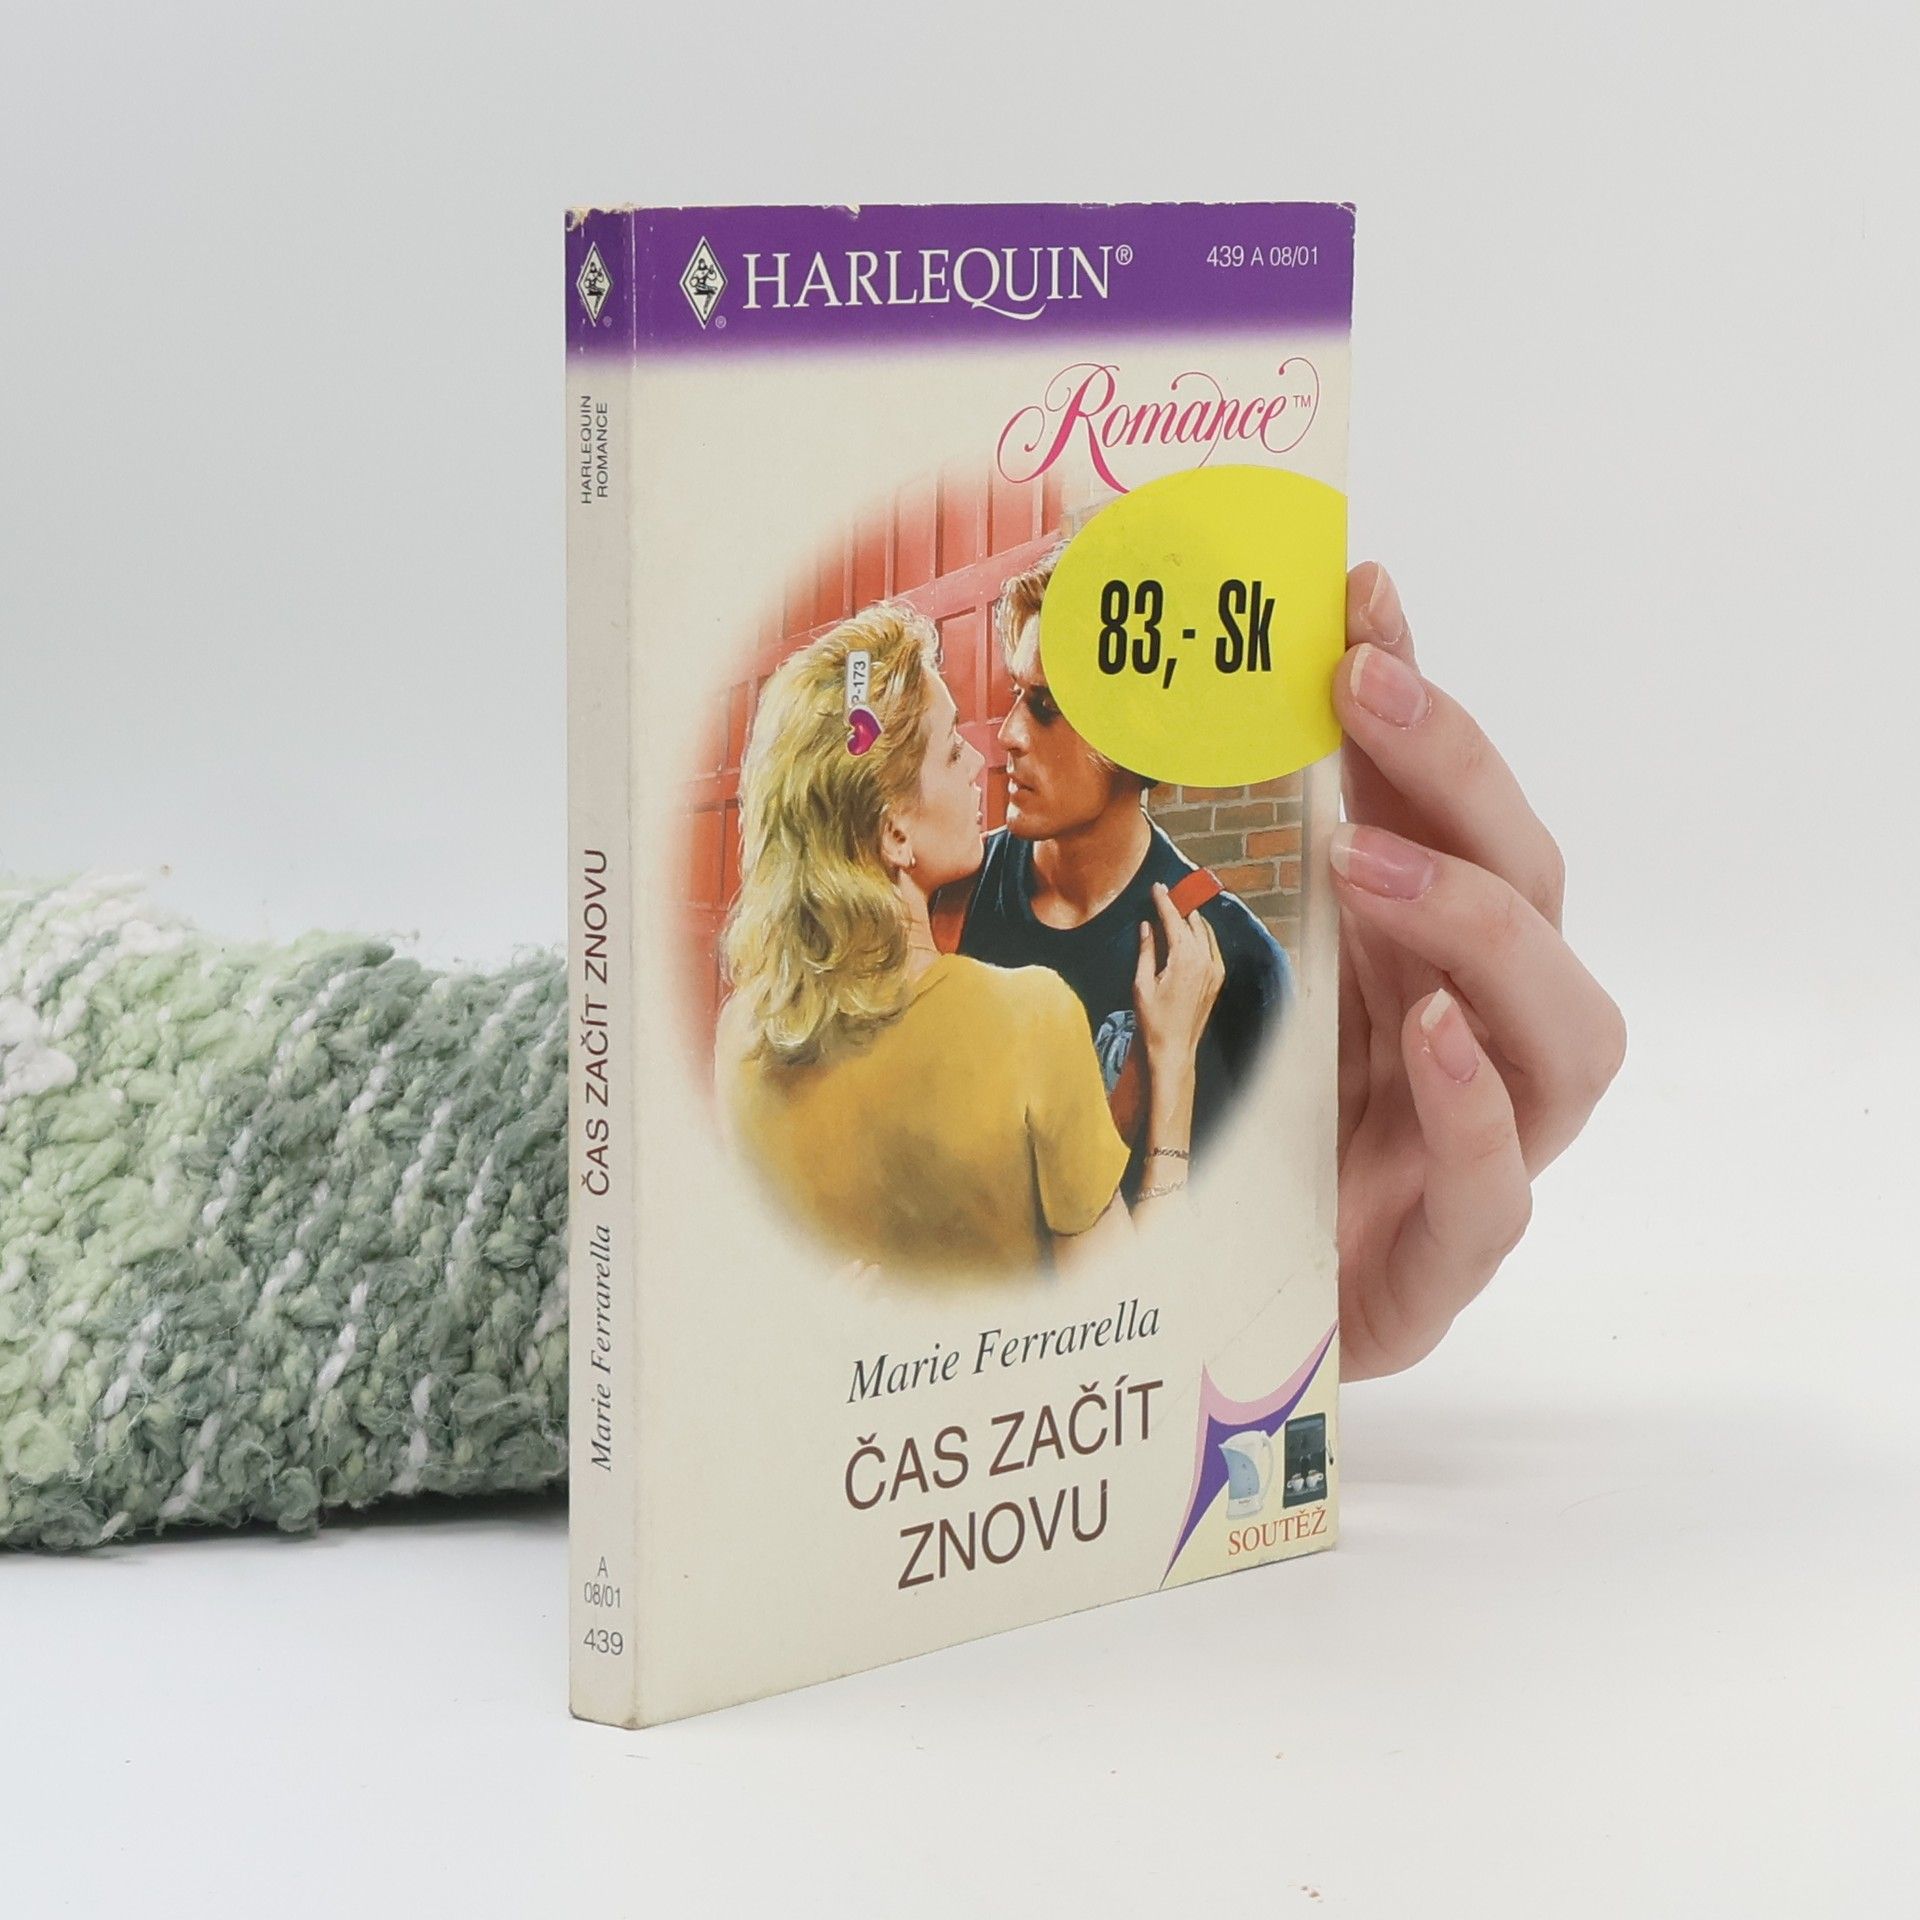 HARLEQUIN®
439 A 08/01
Romance™
83,- Sk
P-173
Marie Ferrarella
ČAS ZAČÍT
ZNOVU
SOUTĚŽ
HARLEQUIN
ROMANCE
Marie Ferrarella ČAS ZAČÍT ZNOVU
A
08/01
439